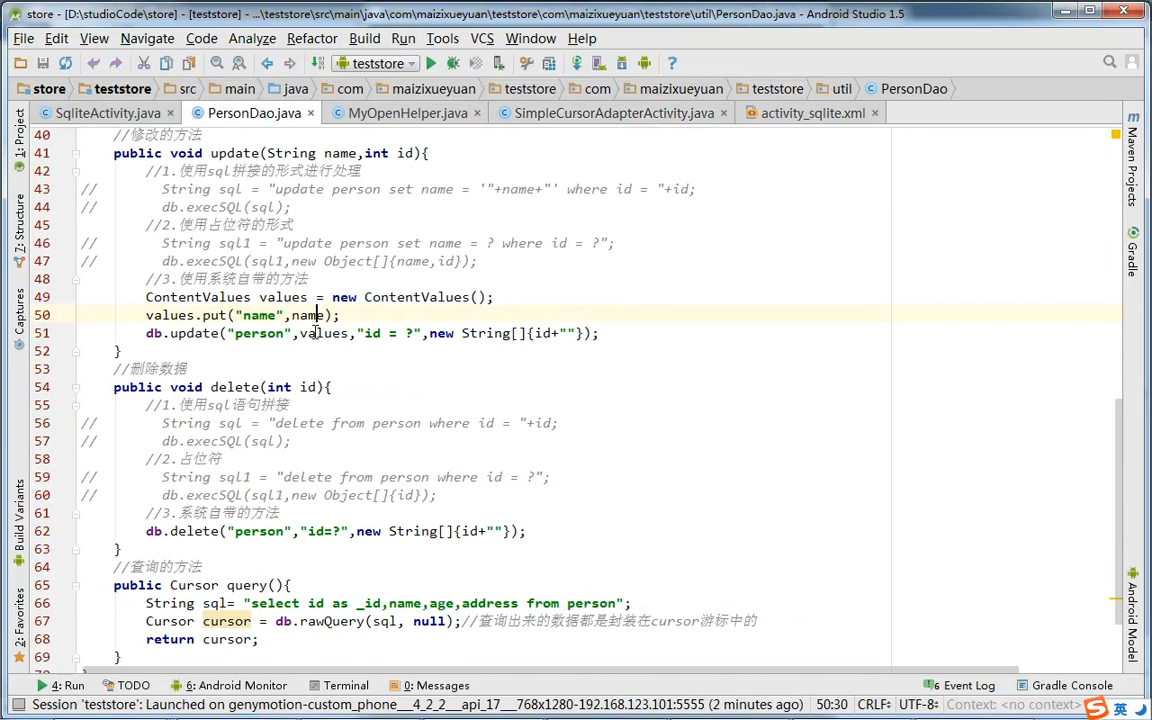 store - [D:\studioCode\store] - [teststore] - ...\teststore\src\main\java\com\maizixueyuan\teststore\com\maizixueyuan\teststore\util\PersonDao.java - Android Studio 1.5
File Edit View Navigate Code Analyze Refactor Build Run Tools VCS Window Help
teststore
store teststore src main java com maizixueyuan teststore com maizixueyuan teststore util PersonDao
SqliteActivity.java PersonDao.java MyOpenHelper.java SimpleCursorAdapterActivity.java activity_sqlite.xml
1: Project
7: Structure
Captures
Build Variants
2: Favorites
40 //修改的方法
41 public void update(String name,int id){
42 //1.使用sql拼接的形式进行处理
43 // String sql = "update person set name = '"+name+"' where id = "+id;
44 // db.execSQL(sql);
45 //2.使用占位符的形式
46 // String sql1 = "update person set name = ? where id = ?";
47 // db.execSQL(sql1,new Object[]{name,id});
48 //3.使用系统自带的方法
49 ContentValues values = new ContentValues();
50 values.put("name",name);
51 db.update("person",values,"id = ?",new String[]{id+""});
52 }
53 //删除数据
54 public void delete(int id){
55 //1.使用sql语句拼接
56 // String sql = "delete from person where id = "+id;
57 // db.execSQL(sql);
58 //2.占位符
59 // String sql1 = "delete from person where id = ?";
60 // db.execSQL(sql1,new Object[]{id});
61 //3.系统自带的方法
62 db.delete("person","id=?",new String[]{id+""});
63 }
64 //查询的方法
65 public Cursor query(){
66 String sql= "select id as _id,name,age,address from person";
67 Cursor cursor = db.rawQuery(sql, null);//查询出来的数据都是封装在cursor游标中的
68 return cursor;
69 }
Maven Projects
Gradle
Android Model
4: Run TODO 6: Android Monitor Terminal 0: Messages 6 Event Log Gradle Console
Session 'teststore': Launched on genymotion-custom_phone__4_2_2__api_17__768x1280-192.168.123.101:5555 (2 minutes ago) 50:30 CRLF UTF-8 Context: <no context>
英